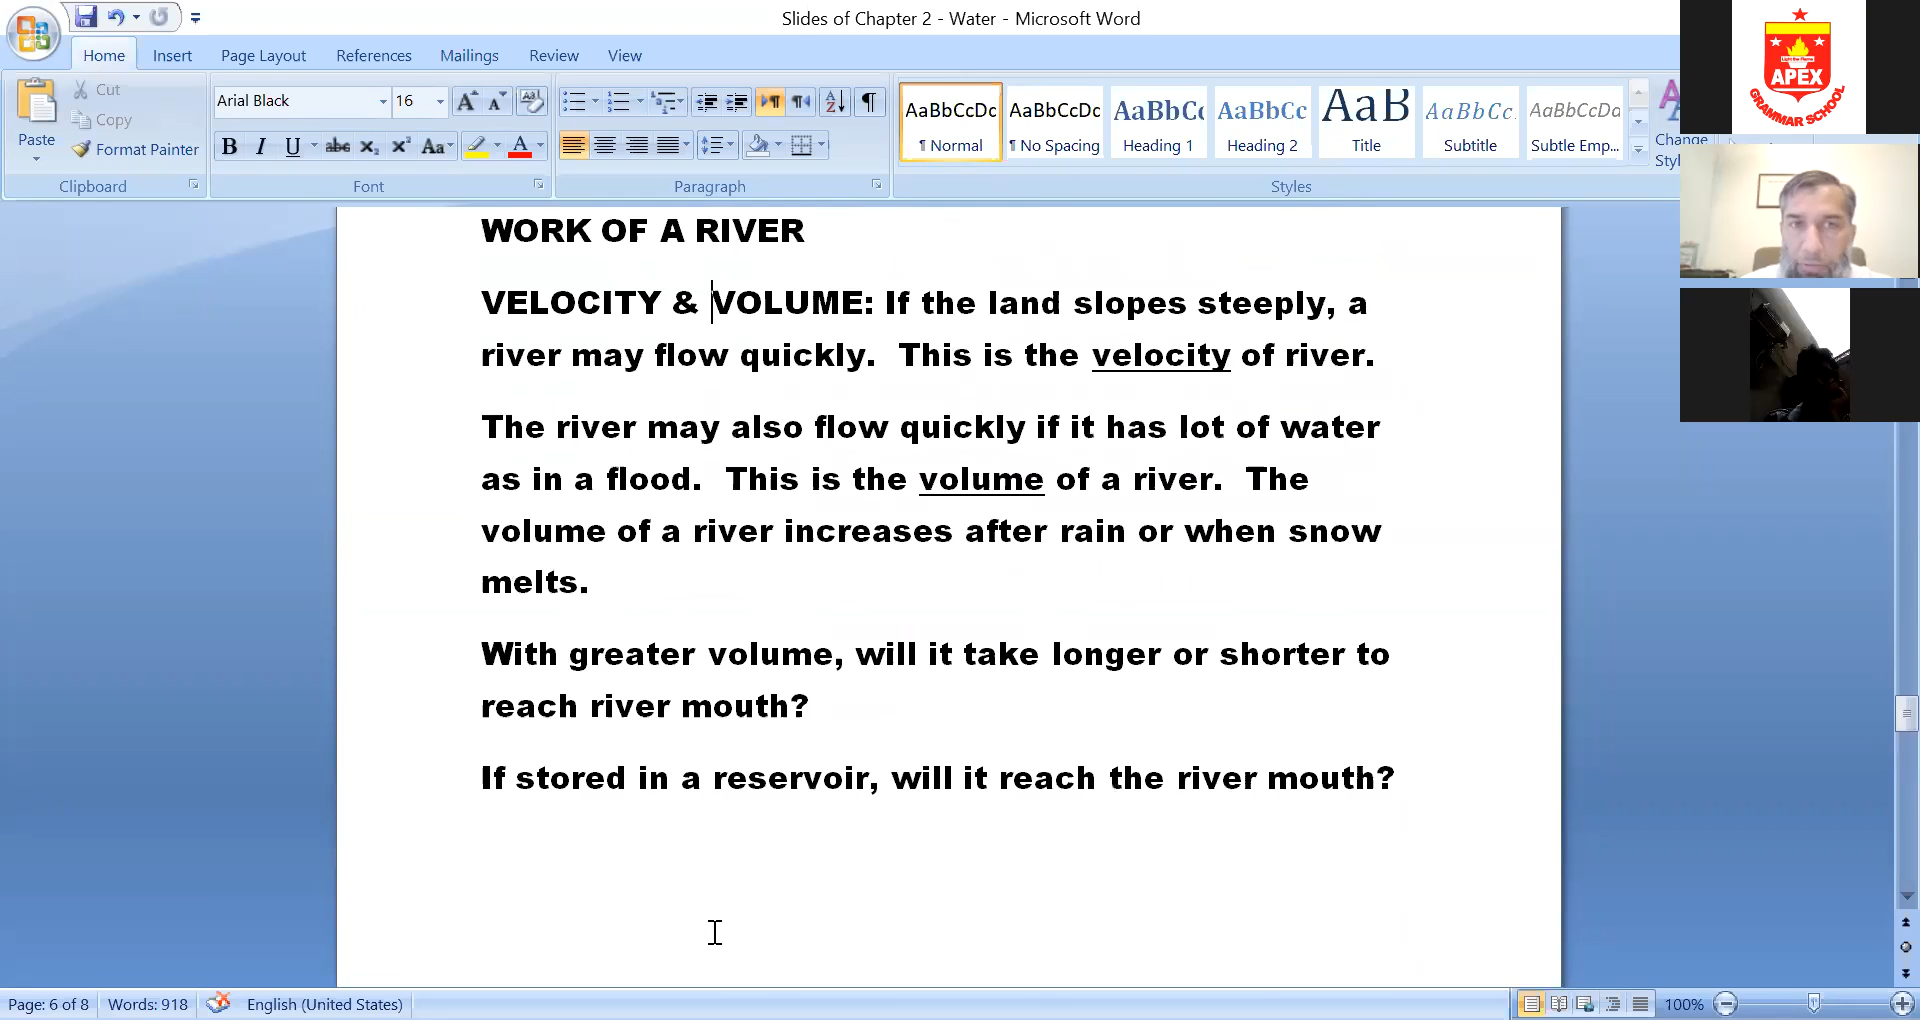 Slides of Chapter 2 - Water - Microsoft Word
Home Insert Page Layout References Mailings Review View
Paste
Cut
Copy
Format Painter
Clipboard
Arial Black 16
Font
Paragraph
AaBbCcDc AaBbCcDc AaBbCc AaBbCc AaB AaBbCc. AaBbCcDc
¶ Normal ¶ No Spacing Heading 1 Heading 2 Title Subtitle Subtle Emp...
Change
Styl
Styles
Light the Flame
APEX
GRAMMAR SCHOOL
WORK OF A RIVER
VELOCITY & VOLUME: If the land slopes steeply, a
river may flow quickly.  This is the velocity of river.
The river may also flow quickly if it has lot of water
as in a flood.  This is the volume of a river.  The
volume of a river increases after rain or when snow
melts.
With greater volume, will it take longer or shorter to
reach river mouth?
If stored in a reservoir, will it reach the river mouth?
Page: 6 of 8 Words: 918 English (United States) 100%